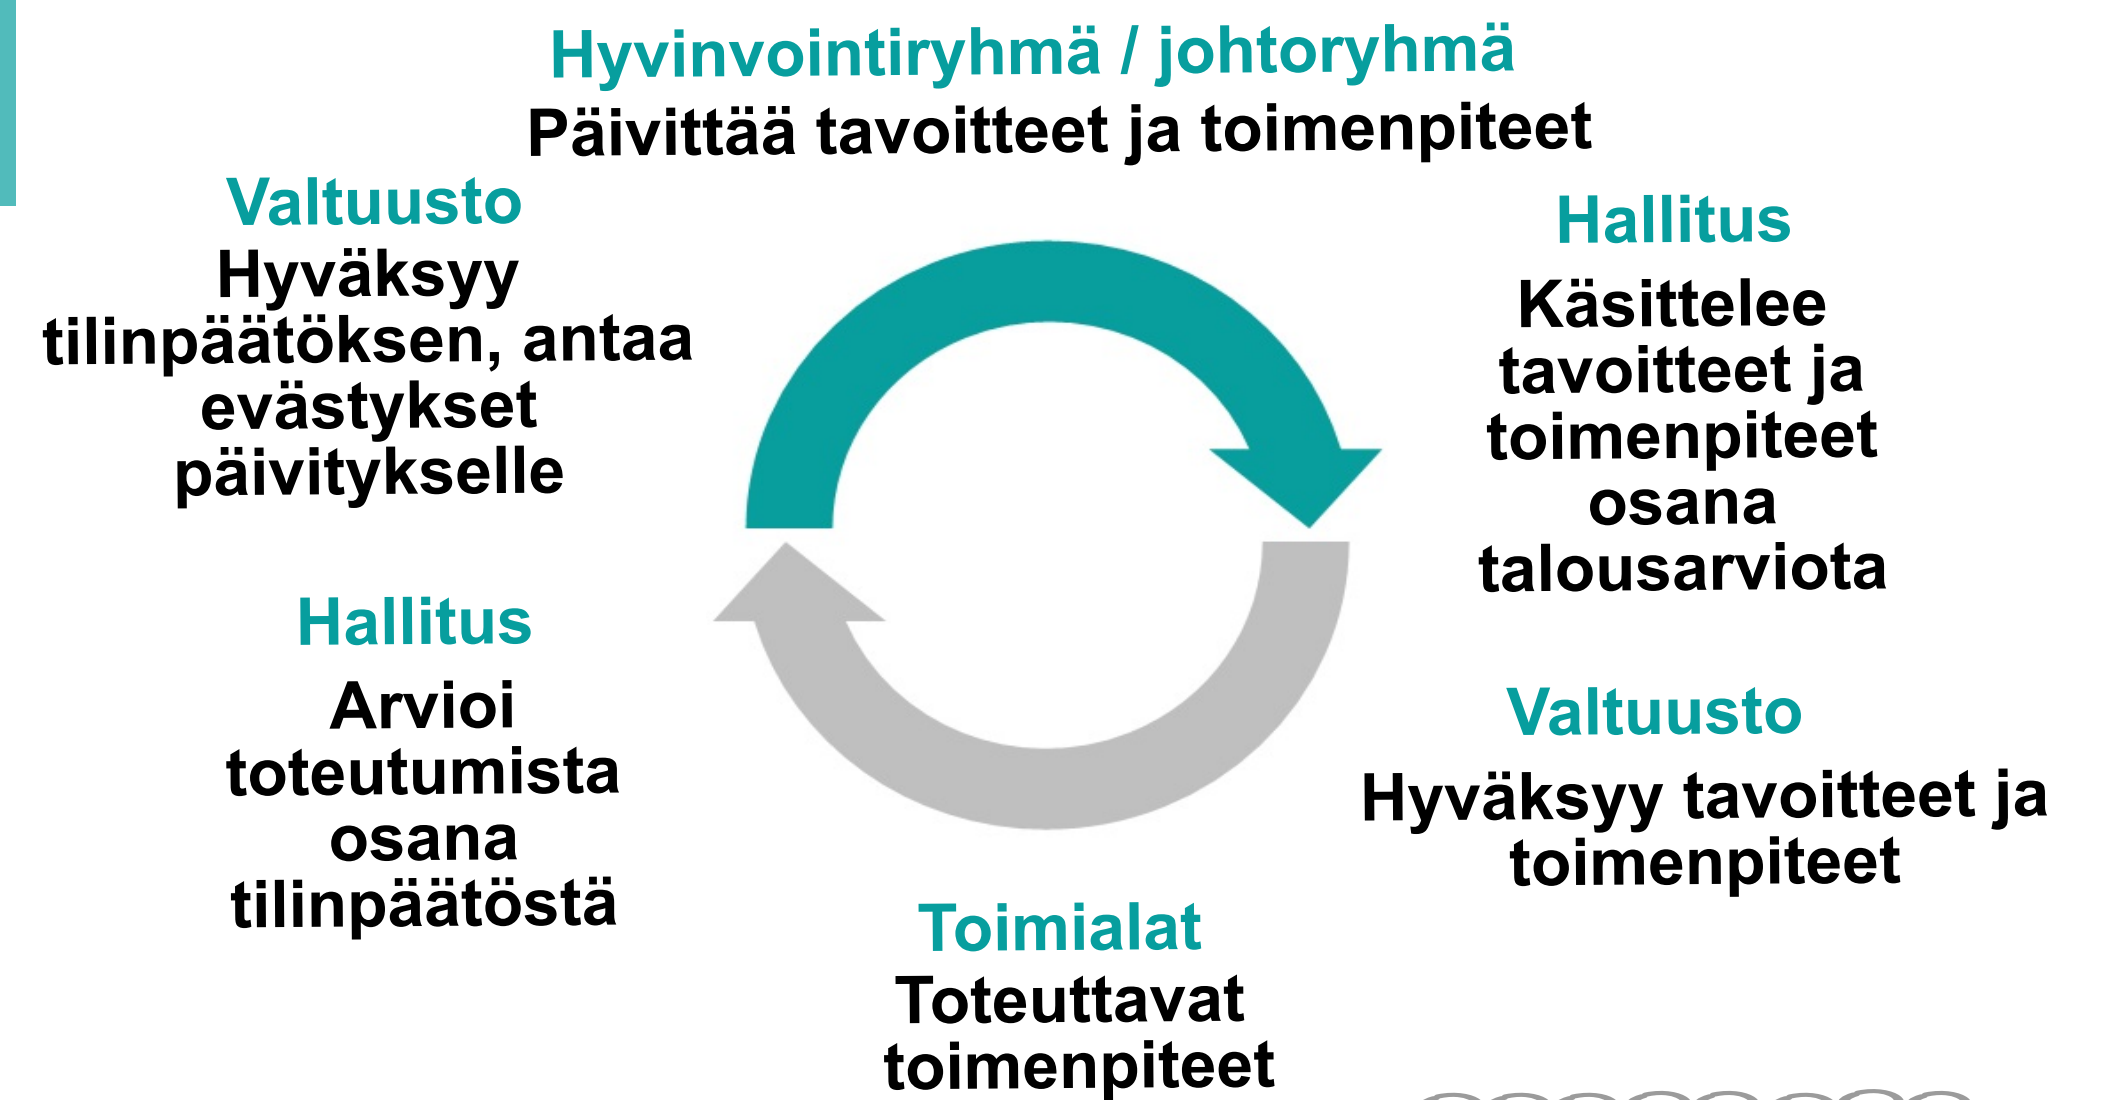 Hyvinvointiryhmä / johtoryhmä
Päivittää tavoitteet ja toimenpiteet
Valtuusto
Hyväksyy
tilinpäätöksen, antaa
evästykset
päivitykselle
Hallitus
Käsittelee
tavoitteet ja
toimenpiteet
osana
talousarviota
Hallitus
Arvioi
toteutumista
osana
tilinpäätöstä
Valtuusto
Hyväksyy tavoitteet ja
toimenpiteet
Toimialat
Toteuttavat
toimenpiteet